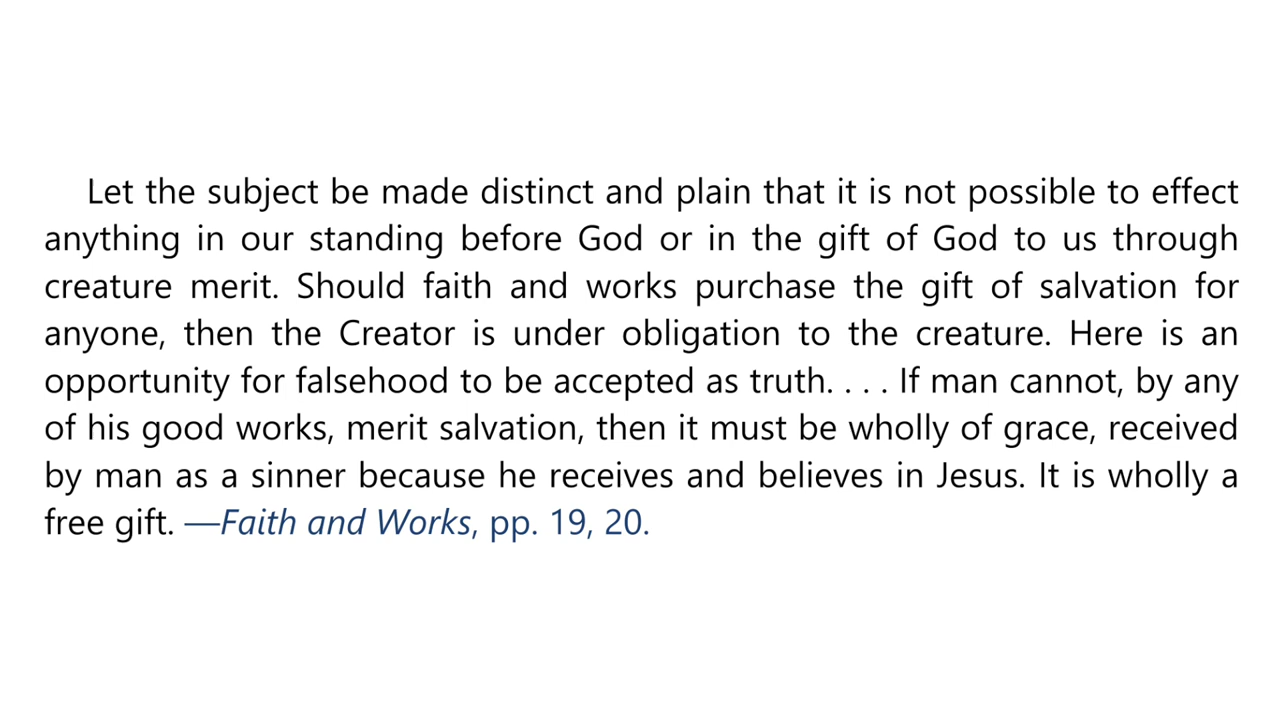 Let the subject be made distinct and plain that it is not possible to effect
anything in our standing before God or in the gift of God to us through
creature merit. Should faith and works purchase the gift of salvation for
anyone, then the Creator is under obligation to the creature. Here is an
opportunity for falsehood to be accepted as truth. . . . If man cannot, by any
of his good works, merit salvation, then it must be wholly of grace, received
by man as a sinner because he receives and believes in Jesus. It is wholly a
free gift. —Faith and Works, pp. 19, 20.